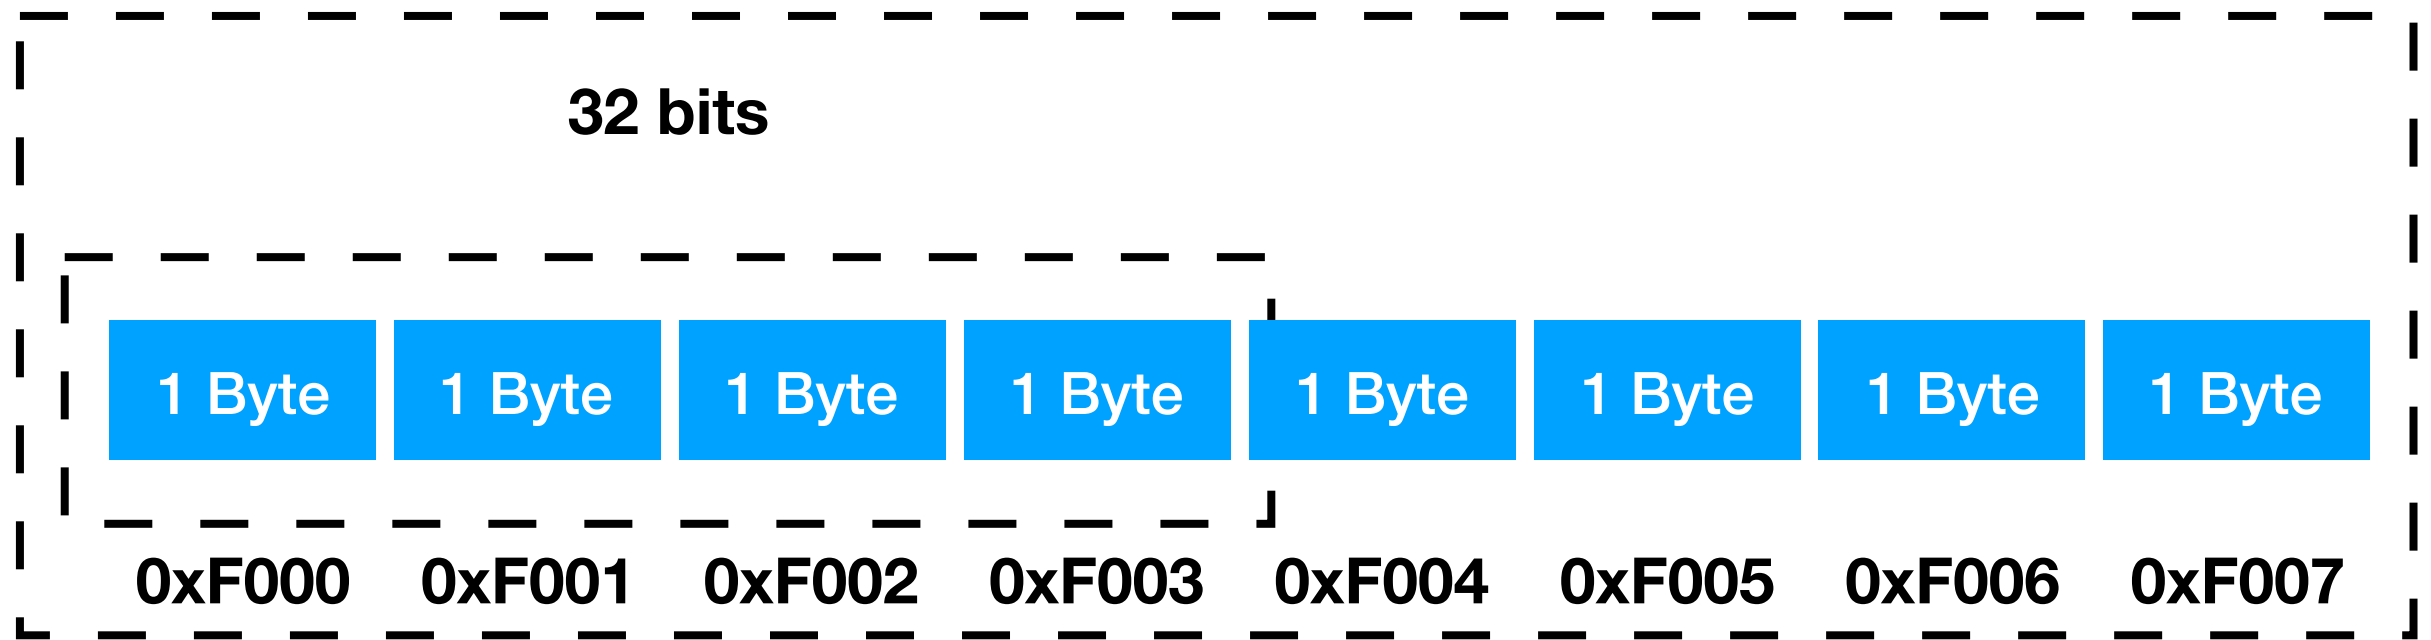 32 bits
1 Byte 1 Byte 1 Byte 1 Byte 1 Byte 1 Byte 1 Byte 1 Byte
0xF000 0xF001 0xF002 0xF003 0xF004 0xF005 0xF006 0xF007